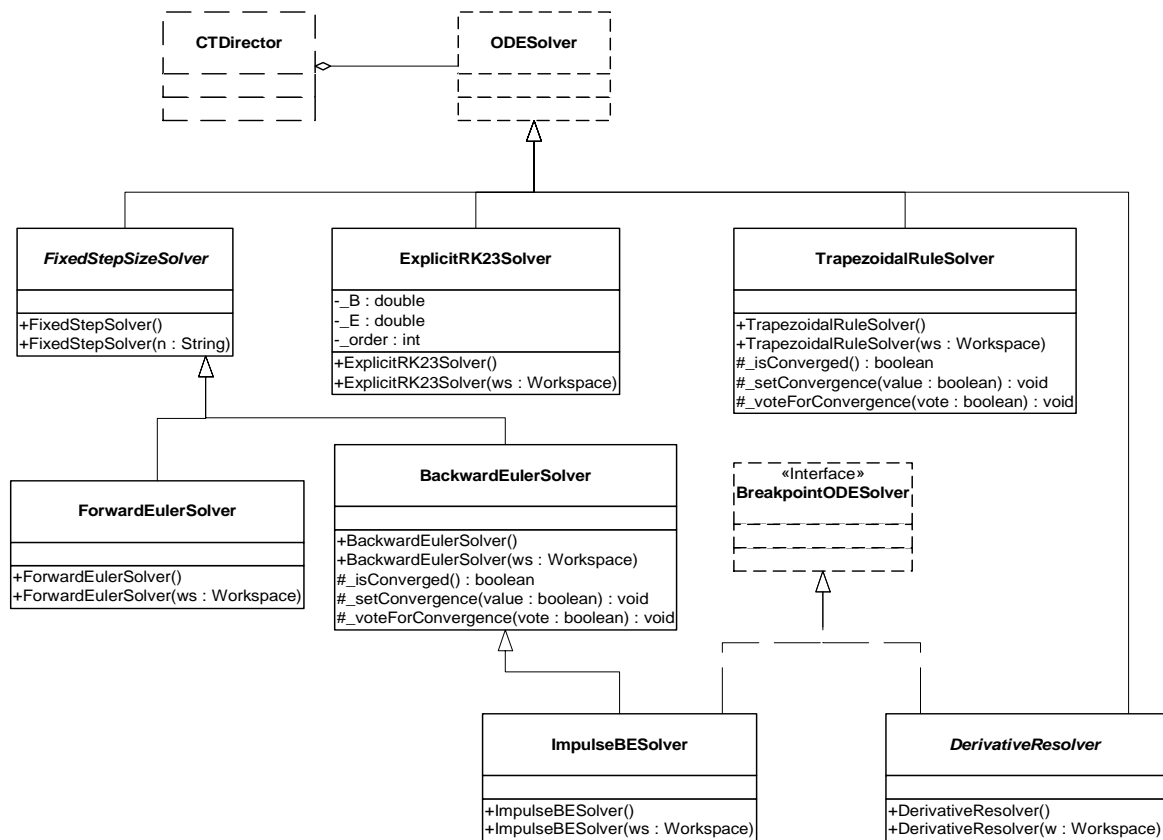 CTDirector
ODESolver
FixedStepSizeSolver
+FixedStepSolver()
+FixedStepSolver(n : String)
ExplicitRK23Solver
-_B : double
-_E : double
-_order : int
+ExplicitRK23Solver()
+ExplicitRK23Solver(ws : Workspace)
TrapezoidalRuleSolver
+TrapezoidalRuleSolver()
+TrapezoidalRuleSolver(ws : Workspace)
#_isConverged() : boolean
#_setConvergence(value : boolean) : void
#_voteForConvergence(vote : boolean) : void
ForwardEulerSolver
+ForwardEulerSolver()
+ForwardEulerSolver(ws : Workspace)
BackwardEulerSolver
+BackwardEulerSolver()
+BackwardEulerSolver(ws : Workspace)
#_isConverged() : boolean
#_setConvergence(value : boolean) : void
#_voteForConvergence(vote : boolean) : void
«Interface»
BreakpointODESolver
ImpulseBESolver
+ImpulseBESolver()
+ImpulseBESolver(ws : Workspace)
DerivativeResolver
+DerivativeResolver()
+DerivativeResolver(w : Workspace)